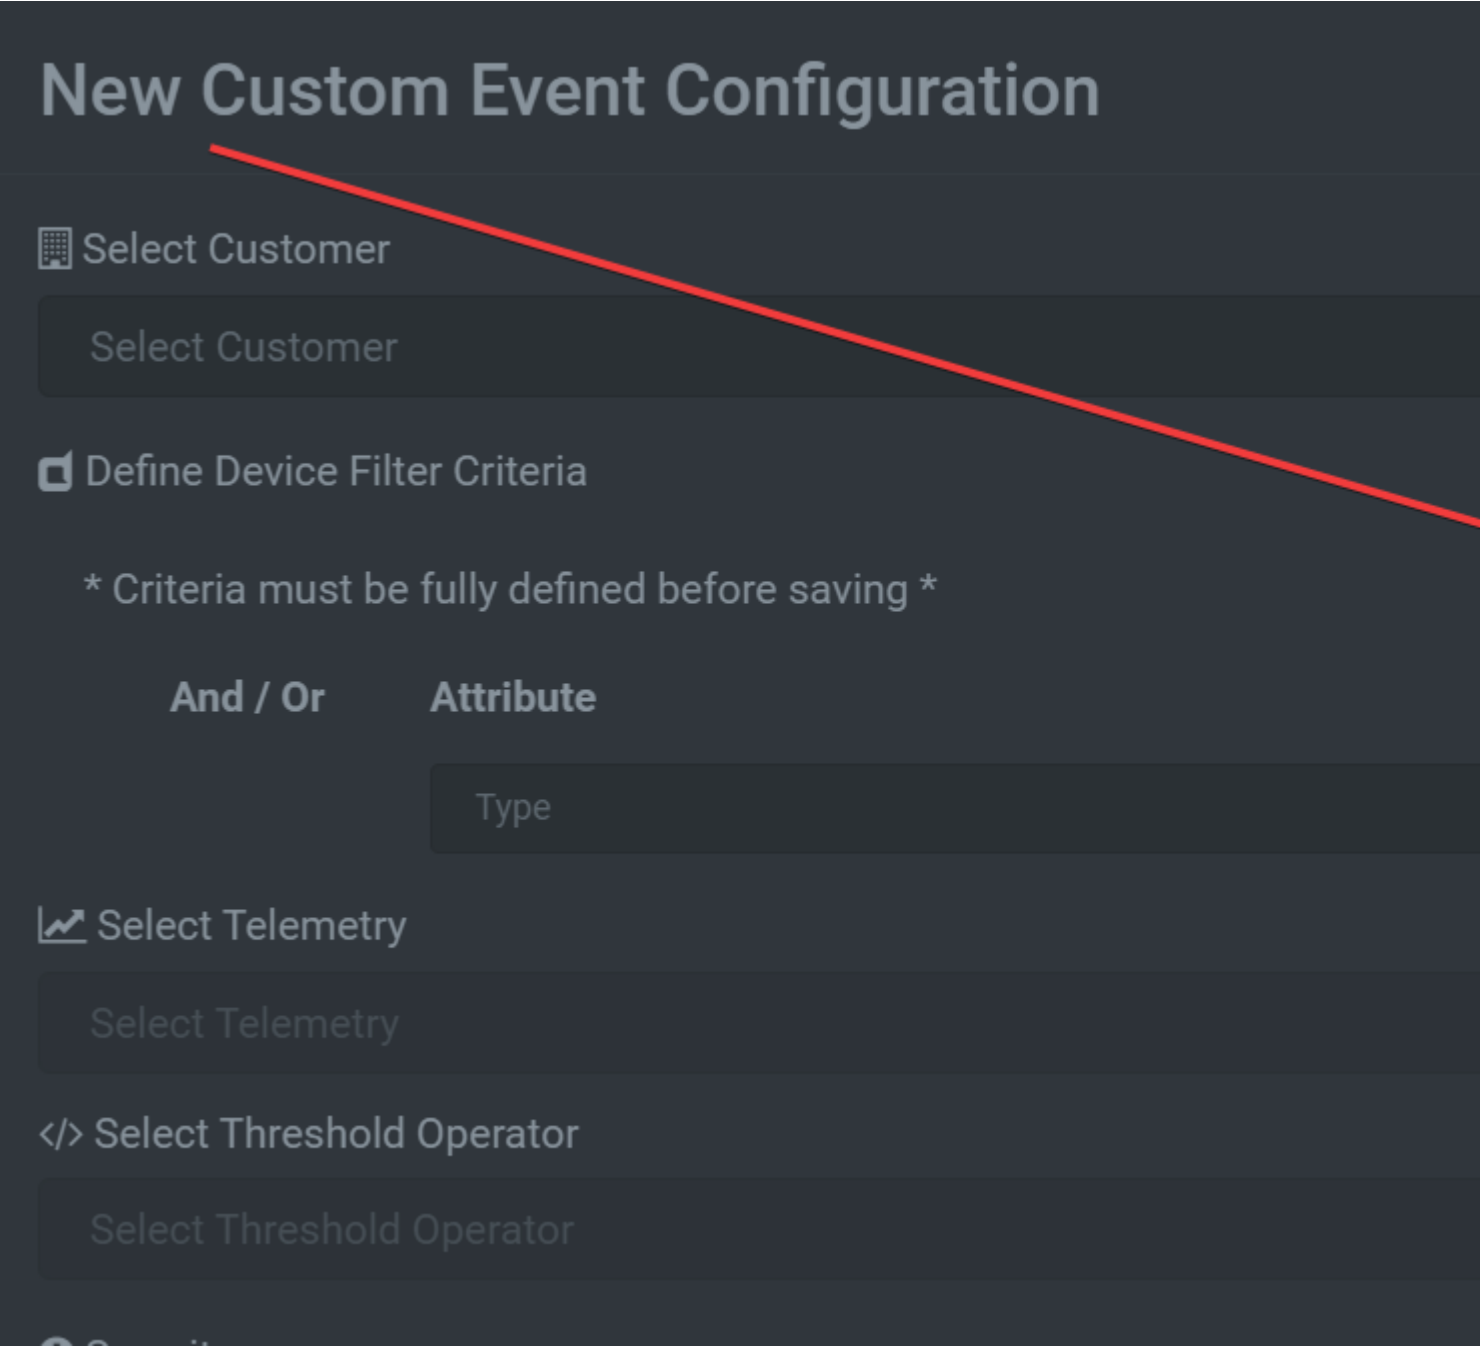 New Custom Event Configuration
Select Customer
Select Customer
Define Device Filter Criteria
* Criteria must be fully defined before saving *
And / Or Attribute
Type
Select Telemetry
Select Telemetry
</> Select Threshold Operator
Select Threshold Operator